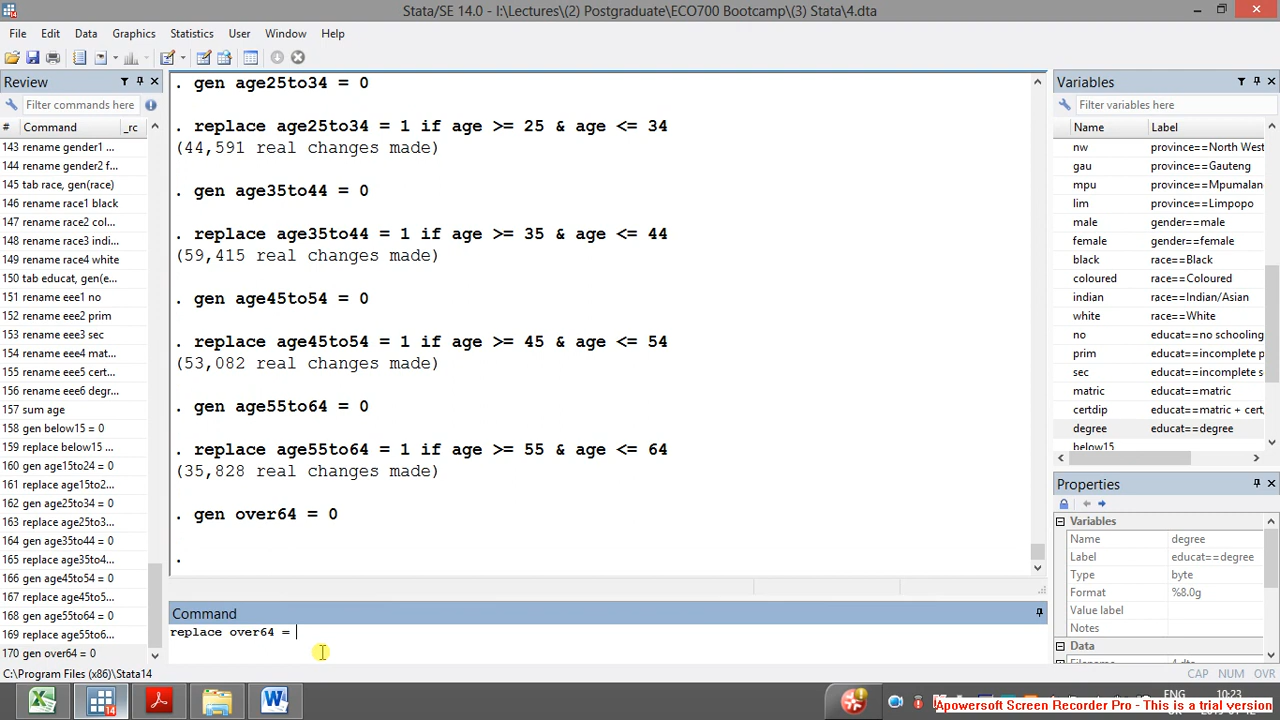 Stata/SE 14.0 - I:\Lectures\(2) Postgraduate\ECO700 Bootcamp\(3) Stata\4.dta
File Edit Data Graphics Statistics User Window Help
Review
Filter commands here
# Command _rc
143 rename gender1 ...
144 rename gender2 f...
145 tab race, gen(race)
146 rename race1 black
147 rename race2 col...
148 rename race3 indi...
149 rename race4 white
150 tab educat, gen(e...
151 rename eee1 no
152 rename eee2 prim
153 rename eee3 sec
154 rename eee4 mat...
155 rename eee5 cert...
156 rename eee6 degr...
157 sum age
158 gen below15 = 0
159 replace below15 ...
160 gen age15to24 = 0
161 replace age15to2...
162 gen age25to34 = 0
163 replace age25to3...
164 gen age35to44 = 0
165 replace age35to4...
166 gen age45to54 = 0
167 replace age45to5...
168 gen age55to64 = 0
169 replace age55to6...
170 gen over64 = 0
. gen age25to34 = 0
. replace age25to34 = 1 if age >= 25 & age <= 34
(44,591 real changes made)
. gen age35to44 = 0
. replace age35to44 = 1 if age >= 35 & age <= 44
(59,415 real changes made)
. gen age45to54 = 0
. replace age45to54 = 1 if age >= 45 & age <= 54
(53,082 real changes made)
. gen age55to64 = 0
. replace age55to64 = 1 if age >= 55 & age <= 64
(35,828 real changes made)
. gen over64 = 0
.
Command
replace over64 =
Variables
Filter variables here
Name Label
nw province==North West
gau province==Gauteng
mpu province==Mpumalan
lim province==Limpopo
male gender==male
female gender==female
black race==Black
coloured race==Coloured
indian race==Indian/Asian
white race==White
no educat==no schooling
prim educat==incomplete p
sec educat==incomplete s
matric educat==matric
certdip educat==matric + cert
degree educat==degree
below15
Properties
Variables
Name degree
Label educat==degree
Type byte
Format %8.0g
Value label
Notes
Data
Filename 4.dta
C:\Program Files (x86)\Stata14
CAP NUM OVR
ENG
10:23
Apowersoft Screen Recorder Pro - This is a trial version